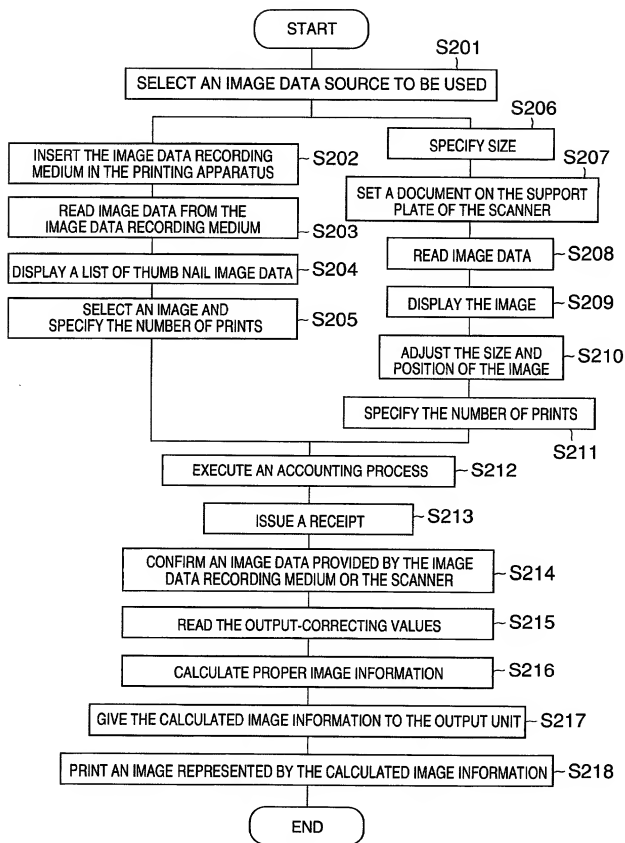 START
S201
SELECT AN IMAGE DATA SOURCE TO BE USED
INSERT THE IMAGE DATA RECORDING
MEDIUM IN THE PRINTING APPARATUS
S202
READ IMAGE DATA FROM THE
IMAGE DATA RECORDING MEDIUM
S203
DISPLAY A LIST OF THUMB NAIL IMAGE DATA
S204
SELECT AN IMAGE AND
SPECIFY THE NUMBER OF PRINTS
S205
S206
SPECIFY SIZE
S207
SET A DOCUMENT ON THE SUPPORT
PLATE OF THE SCANNER
READ IMAGE DATA
S208
DISPLAY THE IMAGE
S209
ADJUST THE SIZE AND
POSITION OF THE IMAGE
S210
SPECIFY THE NUMBER OF PRINTS
S211
EXECUTE AN ACCOUNTING PROCESS
S212
ISSUE A RECEIPT
S213
CONFIRM AN IMAGE DATA PROVIDED BY THE IMAGE
DATA RECORDING MEDIUM OR THE SCANNER
S214
READ THE OUTPUT-CORRECTING VALUES
S215
CALCULATE PROPER IMAGE INFORMATION
S216
GIVE THE CALCULATED IMAGE INFORMATION TO THE OUTPUT UNIT
S217
PRINT AN IMAGE REPRESENTED BY THE CALCULATED IMAGE INFORMATION
S218
END